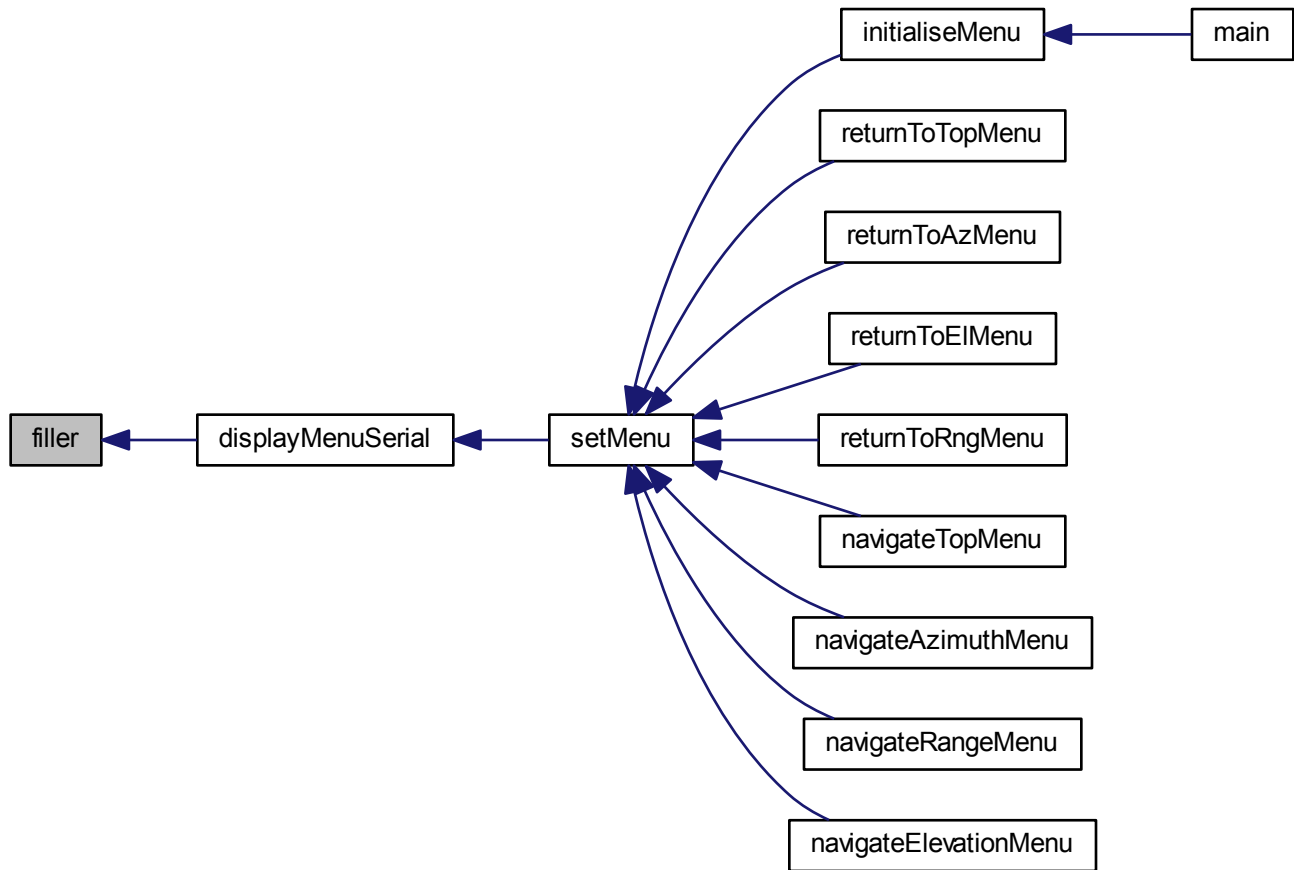 initialiseMenu
main
returnToTopMenu
returnToAzMenu
returnToElMenu
filler
displayMenuSerial
setMenu
returnToRngMenu
navigateTopMenu
navigateAzimuthMenu
navigateRangeMenu
navigateElevationMenu